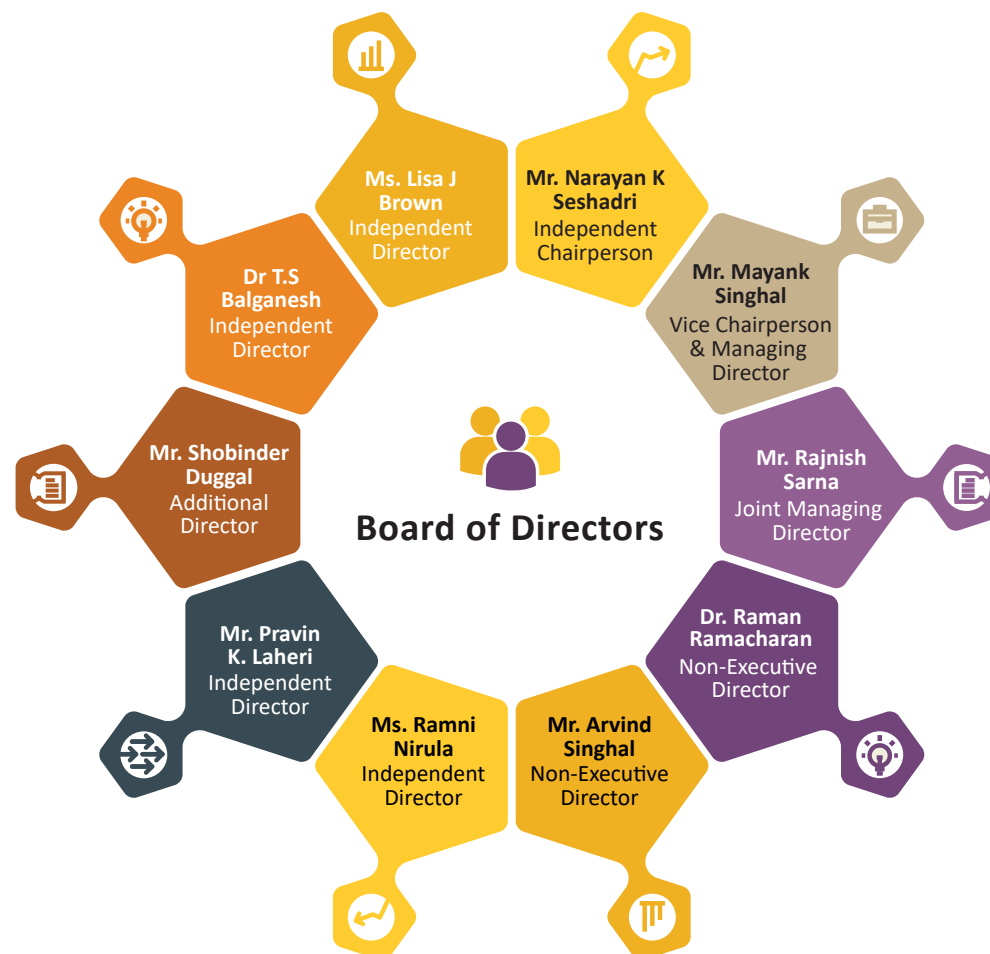 Ms. Lisa J
Brown
Independent
Director
Mr. Narayan K
Seshadri
Independent
Chairperson
Mr. Mayank
Singhal
Vice Chairperson
& Managing
Director
Mr. Rajnish
Sarna
Joint Managing
Director
Dr. Raman
Ramacharan
Non-Executive
Director
Mr. Arvind
Singhal
Non-Executive
Director
Ms. Ramni
Nirula
Independent
Director
Mr. Pravin
K. Laheri
Independent
Director
Mr. Shobinder
Duggal
Additional
Director
Dr T.S
Balganesh
Independent
Director
Board of Directors